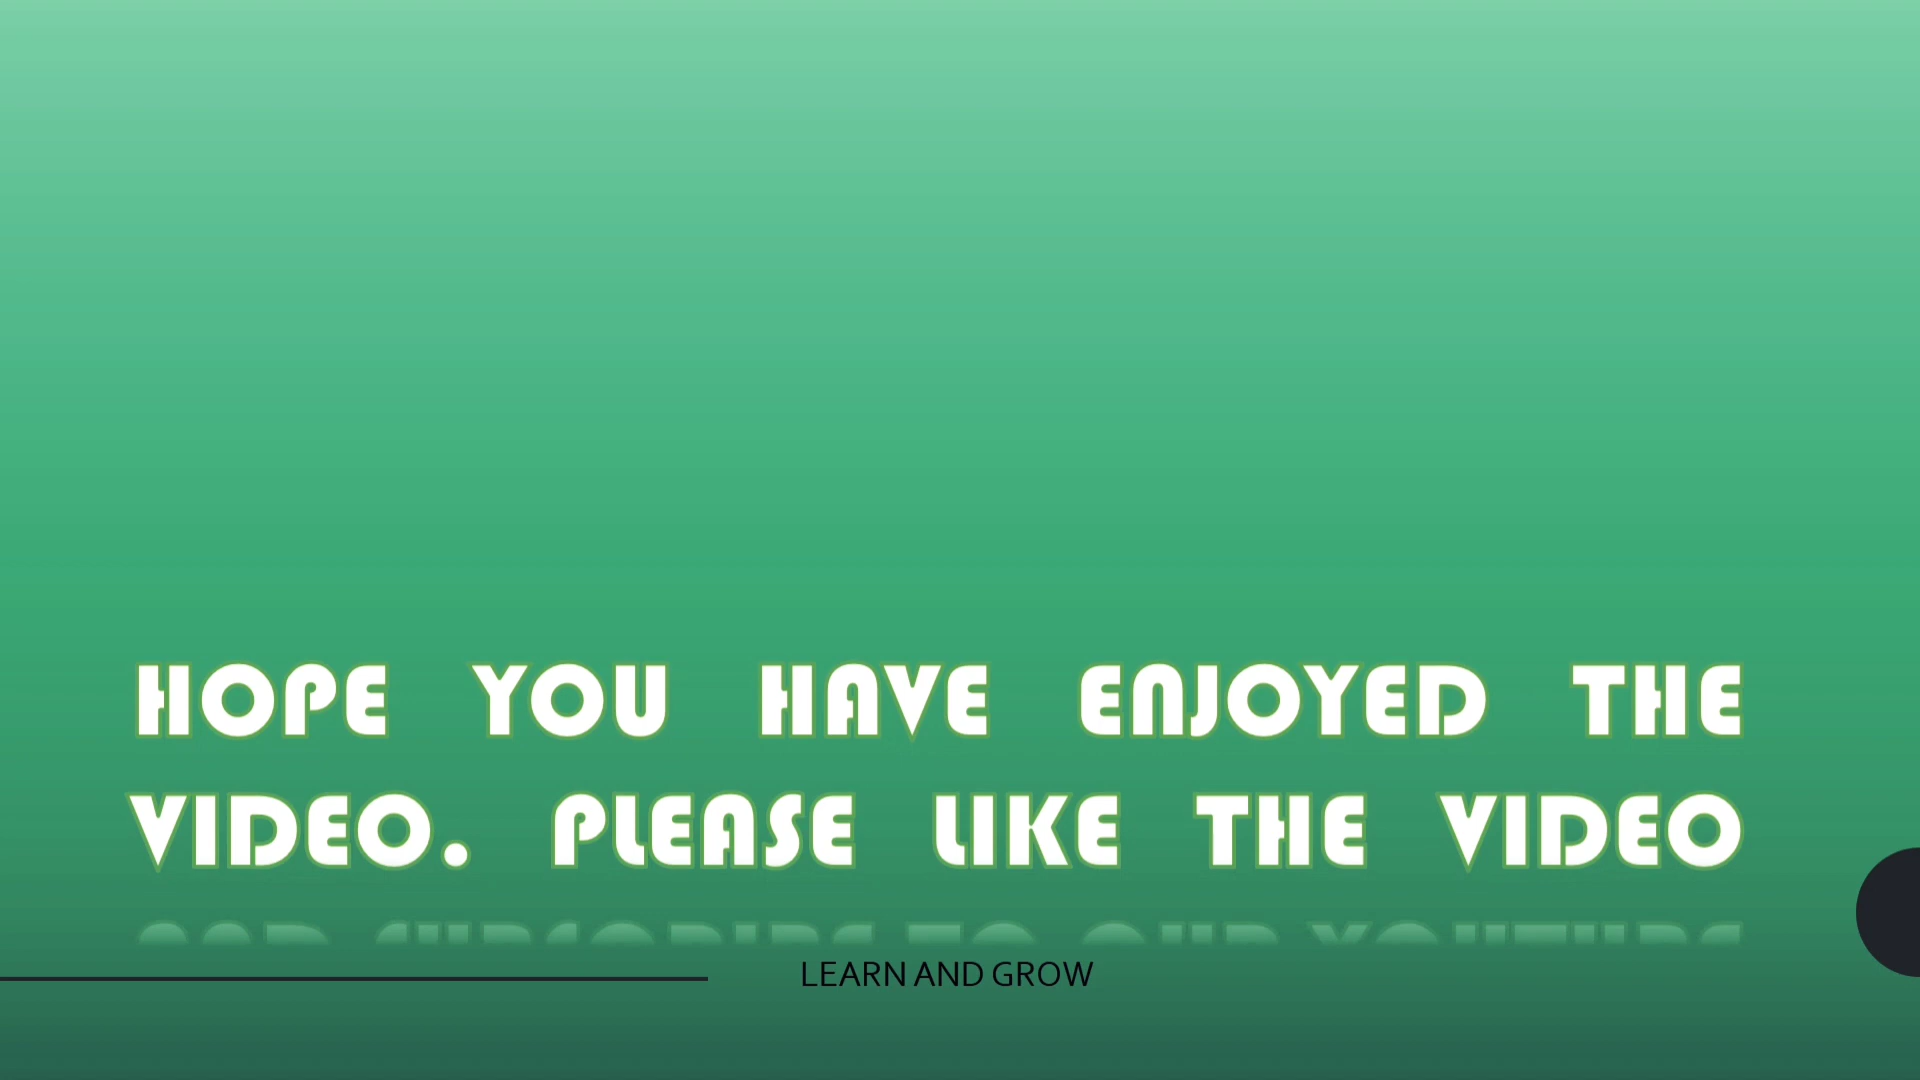 HOPE YOU HAVE ENJOYED THE
VIDEO. PLEASE LIKE THE VIDEO
LEARN AND GROW